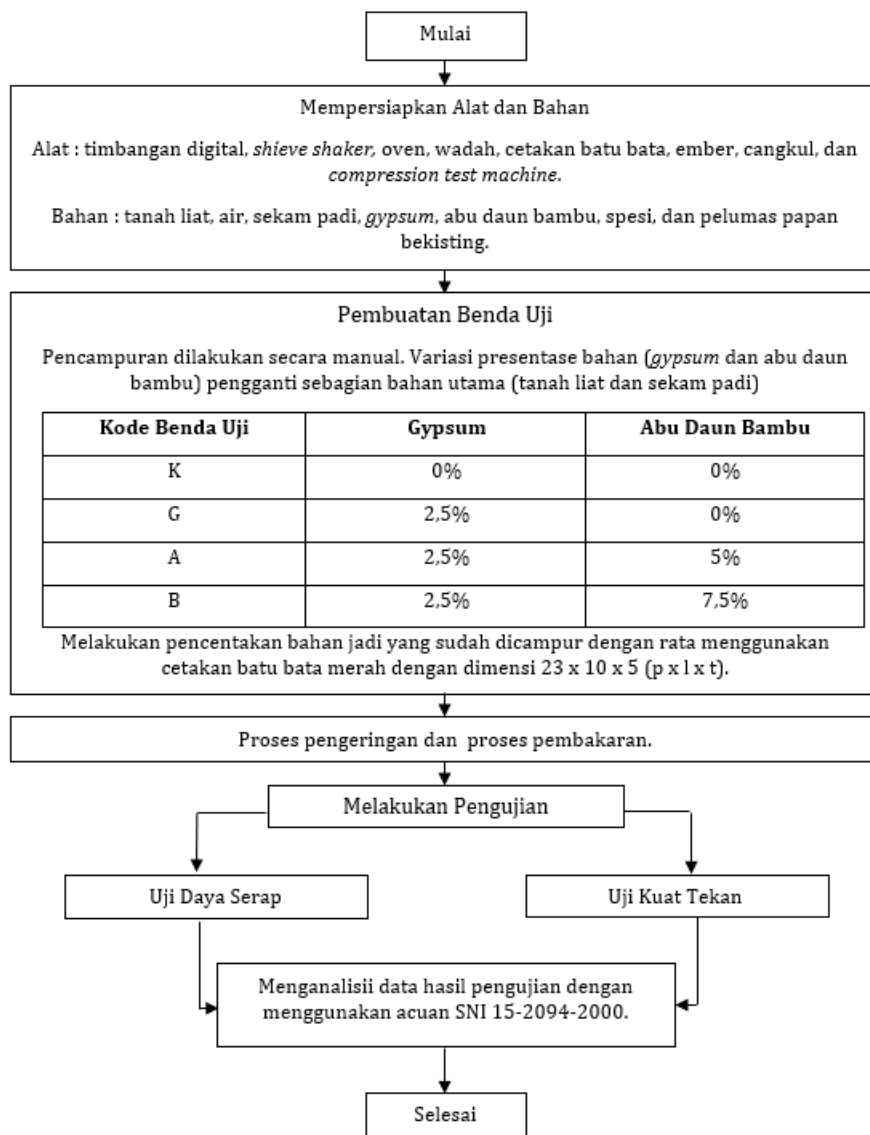 Mulai
Mempersiapkan Alat dan Bahan
Alat : timbangan digital, shieve shaker, oven, wadah, cetakan batu bata, ember, cangkul, dan
compression test machine.
Bahan : tanah liat, air, sekam padi, gypsum, abu daun bambu, spesi, dan pelumas papan
bekisting.
Pembuatan Benda Uji
Pencampuran dilakukan secara manual. Variasi presentase bahan (gypsum dan abu daun
bambu) pengganti sebagian bahan utama (tanah liat dan sekam padi)
Kode Benda Uji Gypsum Abu Daun Bambu
K 0% 0%
G 2,5% 0%
A 2,5% 5%
B 2,5% 7,5%
Melakukan pencentakan bahan jadi yang sudah dicampur dengan rata menggunakan
cetakan batu bata merah dengan dimensi 23 x 10 x 5 (p x l x t).
Proses pengeringan dan proses pembakaran.
Melakukan Pengujian
Uji Daya Serap
Uji Kuat Tekan
Menganalisii data hasil pengujian dengan
menggunakan acuan SNI 15-2094-2000.
Selesai